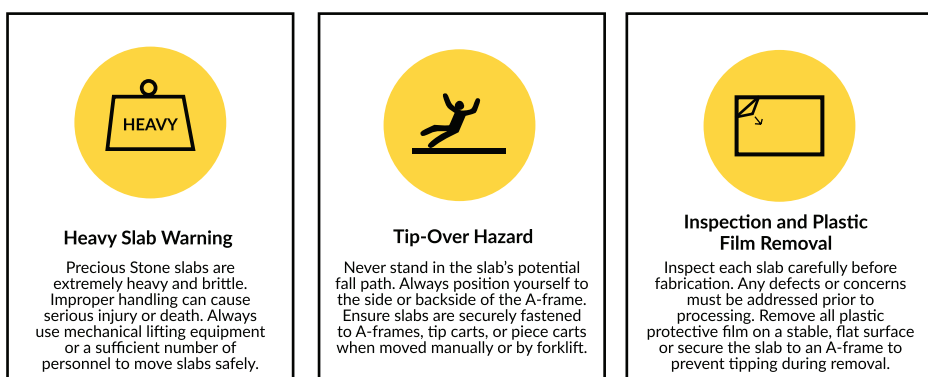 HEAVY
Heavy Slab Warning
Precious Stone slabs are
extremely heavy and brittle.
Improper handling can cause
serious injury or death. Always
use mechanical lifting equipment
or a sufficient number of
personnel to move slabs safely.
Tip-Over Hazard
Never stand in the slab's potential
fall path. Always position yourself to
the side or backside of the A-frame.
Ensure slabs are securely fastened
to A-frames, tip carts, or piece carts
when moved manually or by forklift.
Inspection and Plastic
Film Removal
Inspect each slab carefully before
fabrication. Any defects or concerns
must be addressed prior to
processing. Remove all plastic
protective film on a stable, flat surface
or secure the slab to an A-frame to
prevent tipping during removal.